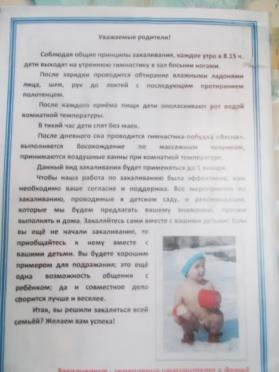 Уважаемые родители!
Соблюдая общие принципы закаливания, каждое утро в 8.15 ч.
дети выходят на утреннюю гимнастику в зал босыми ногами.
После зарядки проводится обтирание влажными ладонями
лица, шеи, рук до локтей с последующим протиранием
полотенцем.
После каждого приёма пищи дети ополаскивают рот водой
комнатной температуры.
В тихий час дети спят без маек.
После дневного сна проводится гимнастика-побудка
выполняется босохождение по массажным коврикам,
принимаются воздушные ванны при комнатной температуре.
Данный вид закаливания будет применяться до 1 января.
Чтобы наша работа по закаливанию была эффективна, нам
необходимо ваше согласие и поддержка. Все мероприятия по
закаливанию, проводимые в детском саду, и рекомендации,
которые мы будем предлагать вашему вниманию, просим
выполнять и дома. Закаляйтесь сами вместе с вашими детьми! Если
вы ещё не начали закаливание, то
приобщайтесь к нему вместе с
вашими детьми. Вы будете хорошим
примером для подражания; это ещё
одна возможность общения с
ребёнком; да и совместное дело
спорится лучше и веселее.
Итак, вы решили закаляться всей
семьёй? Желаем вам успеха!